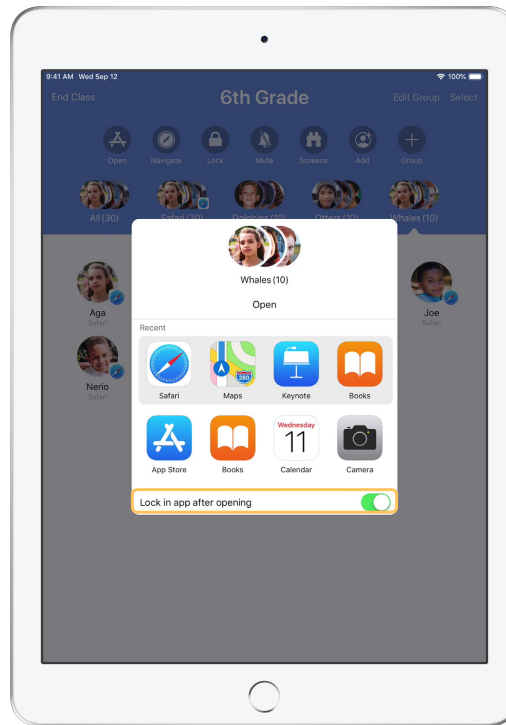 9:41 AM Wed Sep 12
100%
End Class
6th Grade
Edit Group Select
Open Navigate Lock Mute Screens Add Group
All (30) Safari (30) Dolphins (10) Otters (10) Whales (10)
Whales (10)
Open
Aga
Safari
Joe
Safari
Nerio
Safari
Recent
Safari Maps Keynote Books
280
Wednesday
11
App Store Books Calendar Camera
Lock in app after opening